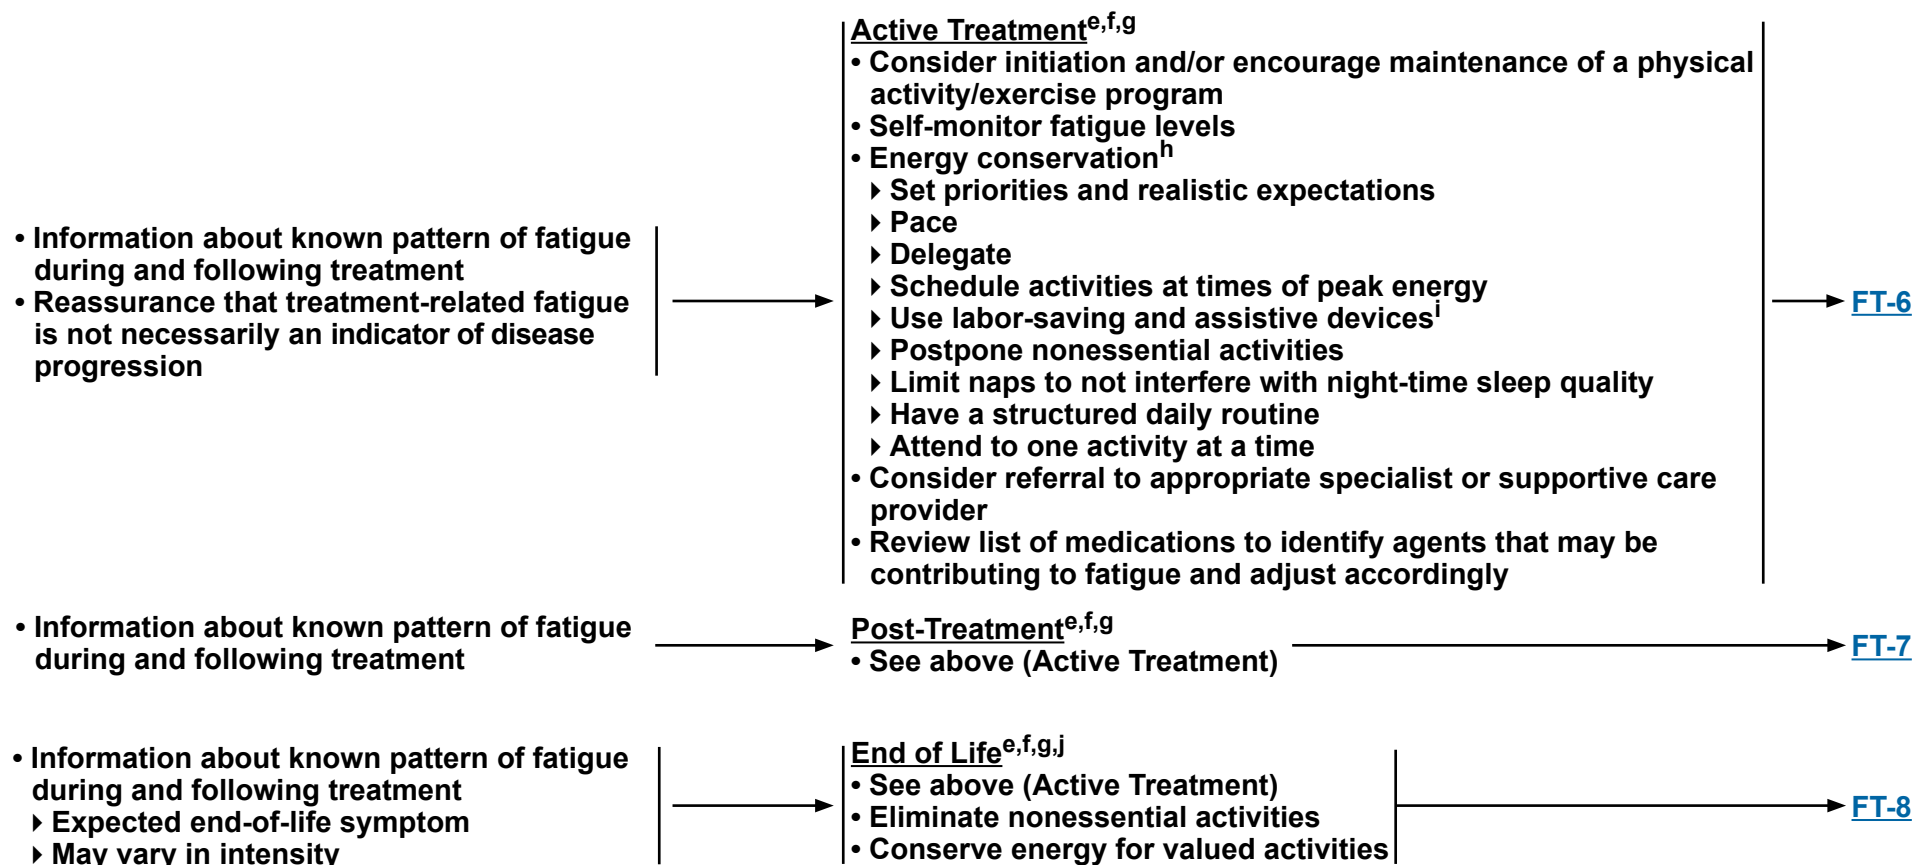 • Information about known pattern of fatigue
during and following treatment
• Reassurance that treatment-related fatigue
is not necessarily an indicator of disease
progression
Active Treatmente,f,g
• Consider initiation and/or encourage maintenance of a physical
activity/exercise program
• Self-monitor fatigue levels
• Energy conservationh
▸ Set priorities and realistic expectations
▸ Pace
▸ Delegate
▸ Schedule activities at times of peak energy
▸ Use labor-saving and assistive devicesi
▸ Postpone nonessential activities
▸ Limit naps to not interfere with night-time sleep quality
▸ Have a structured daily routine
▸ Attend to one activity at a time
• Consider referral to appropriate specialist or supportive care
provider
• Review list of medications to identify agents that may be
contributing to fatigue and adjust accordingly
FT-6
• Information about known pattern of fatigue
during and following treatment
Post-Treatmente,f,g
• See above (Active Treatment)
FT-7
• Information about known pattern of fatigue
during and following treatment
▸ Expected end-of-life symptom
▸ May vary in intensity
End of Lifee,f,g,j
• See above (Active Treatment)
• Eliminate nonessential activities
• Conserve energy for valued activities
FT-8